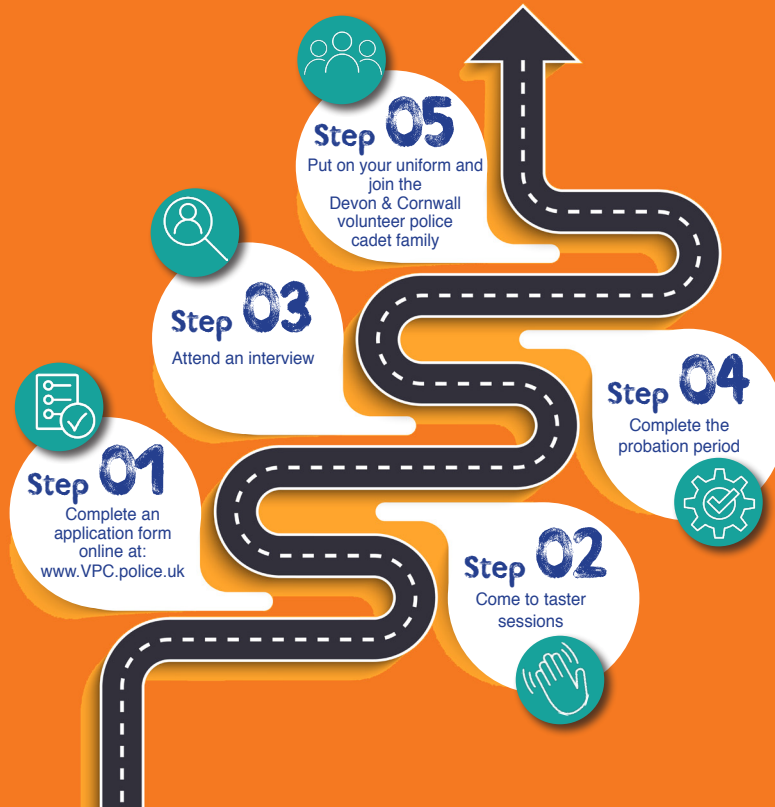 Step 01
Complete an
application form
online at:
www.VPC.police.uk
Step 02
Come to taster
sessions
Step 03
Attend an interview
Step 04
Complete the
probation period
Step 05
Put on your uniform and
join the
Devon & Cornwall
volunteer police
cadet family